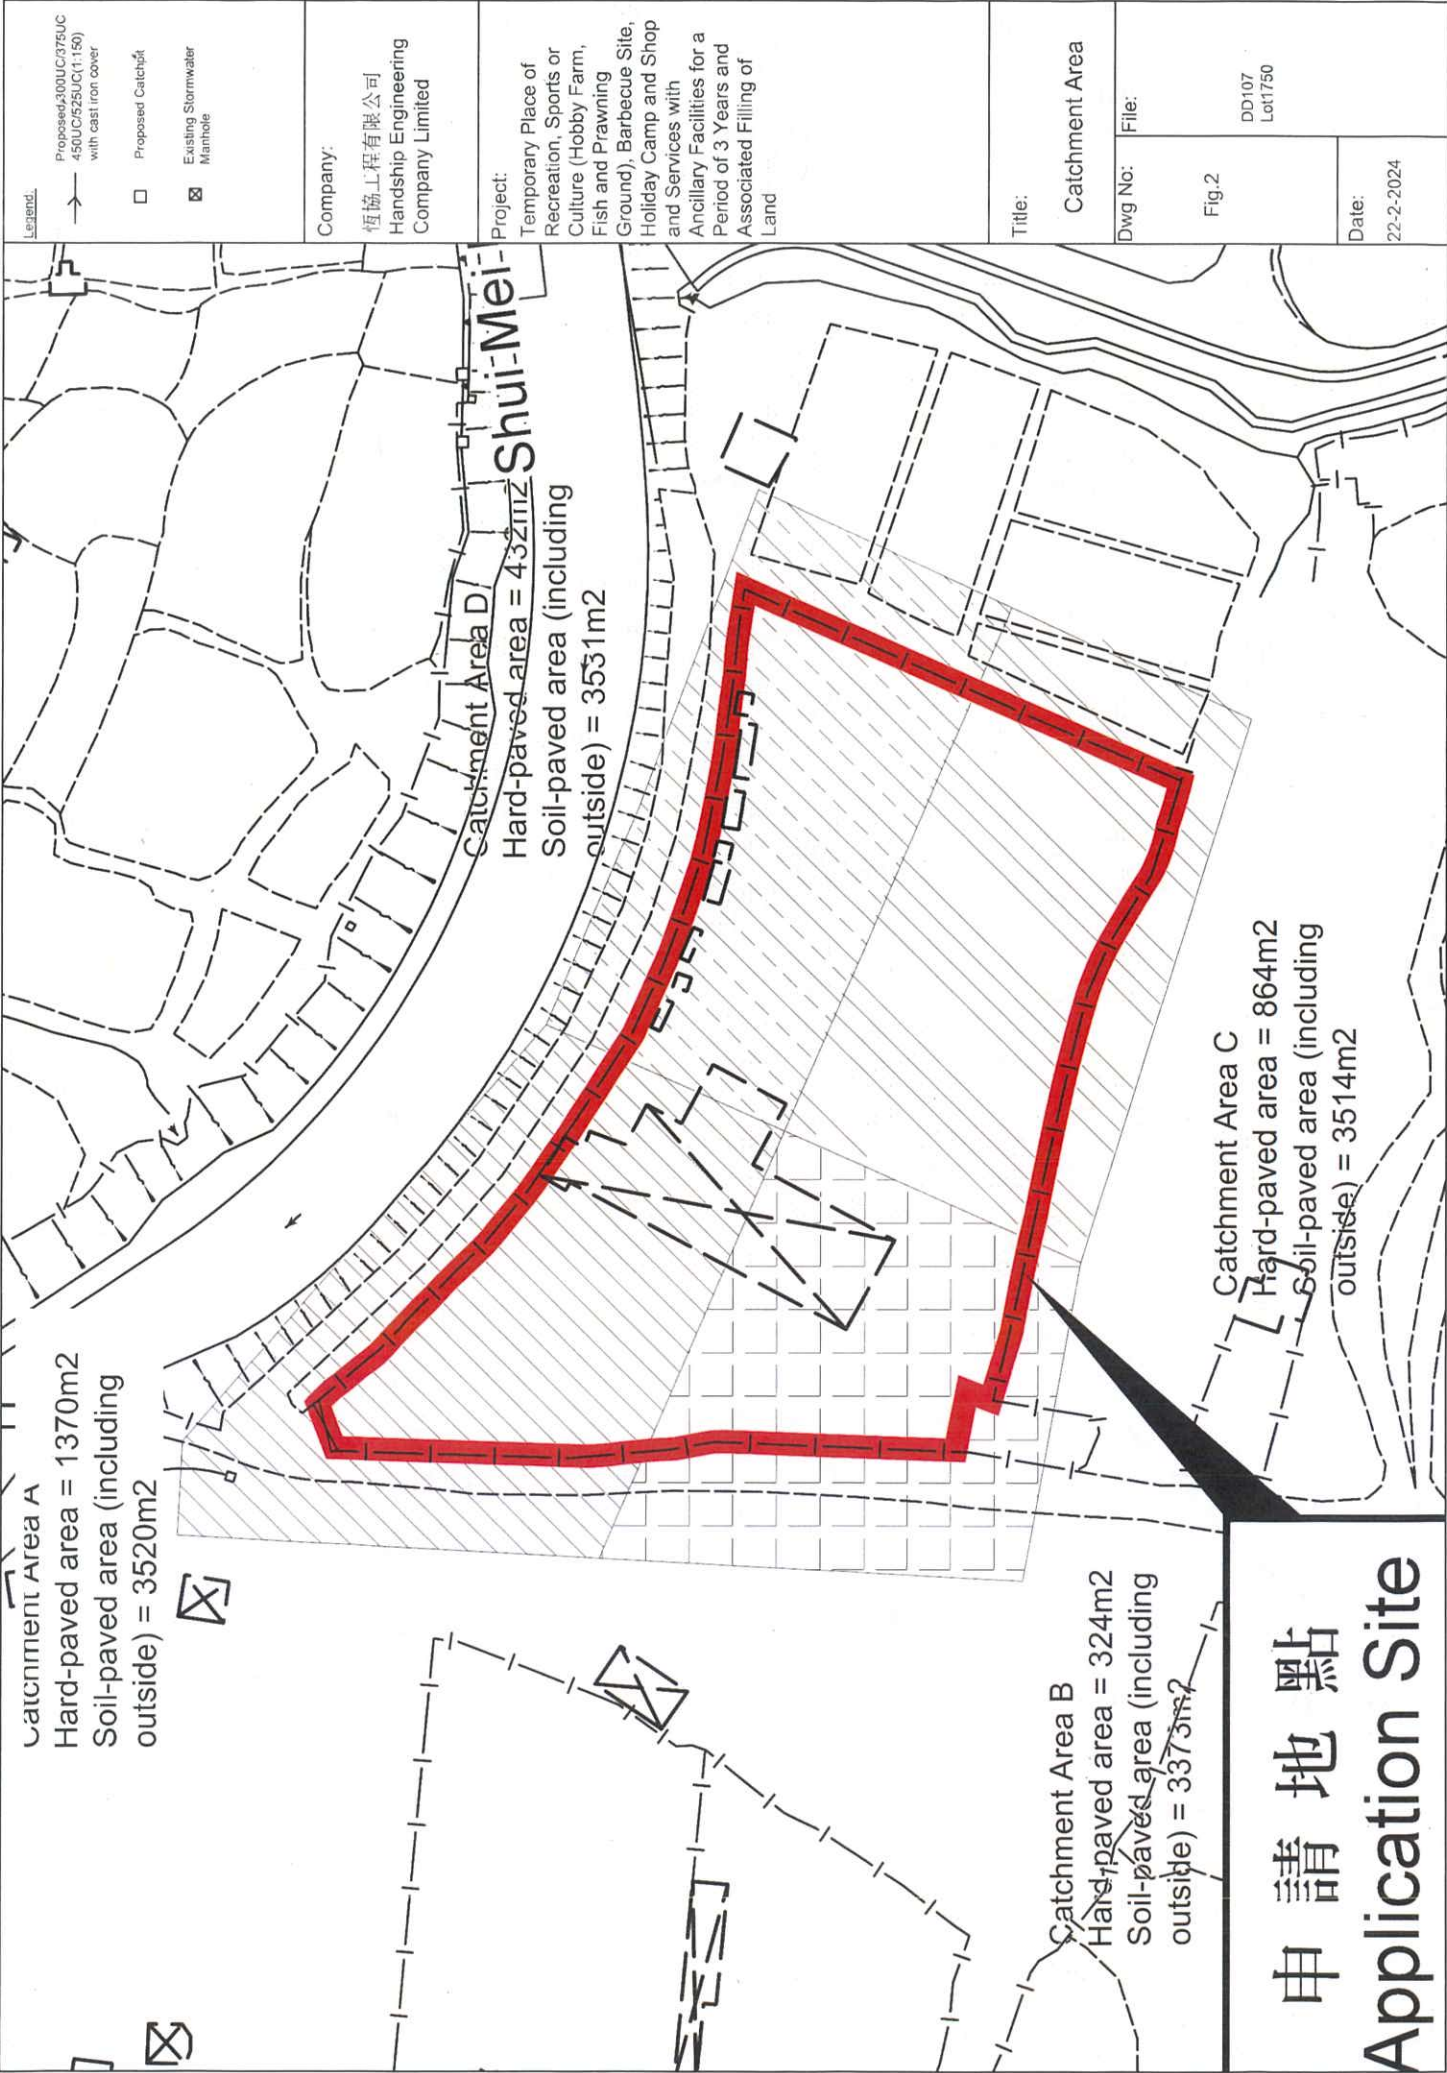 Catchment Area A
Hard-paved area = 1370m2
Soil-paved area (including
outside) = 3520m2
Catchment Area D
Hard-paved area = 432m2
Soil-paved area (including
outside) = 3531m2
Shui-Mei-
Catchment Area B
Hard-paved area = 324m2
Soil-paved area (including
outside) = 3373m2
Catchment Area C
Hard-paved area = 864m2
Soil-paved area (including
outside) = 3514m2
申請地點
Application Site
Legend:
Proposed 300UC/375UC
450UC/525UC(1:150)
with cast iron cover
Proposed Catchpit
Existing Stormwater
Manhole
Company:
恆協工程有限公司
Handship Engineering
Company Limited
Project:
Temporary Place of
Recreation, Sports or
Culture (Hobby Farm,
Fish and Prawning
Ground), Barbecue Site,
Holiday Camp and Shop
and Services with
Ancillary Facilities for a
Period of 3 Years and
Associated Filling of
Land
Title:
Catchment Area
Dwg No:
Fig.2
File:
DD107
Lot1750
Date:
22-2-2024